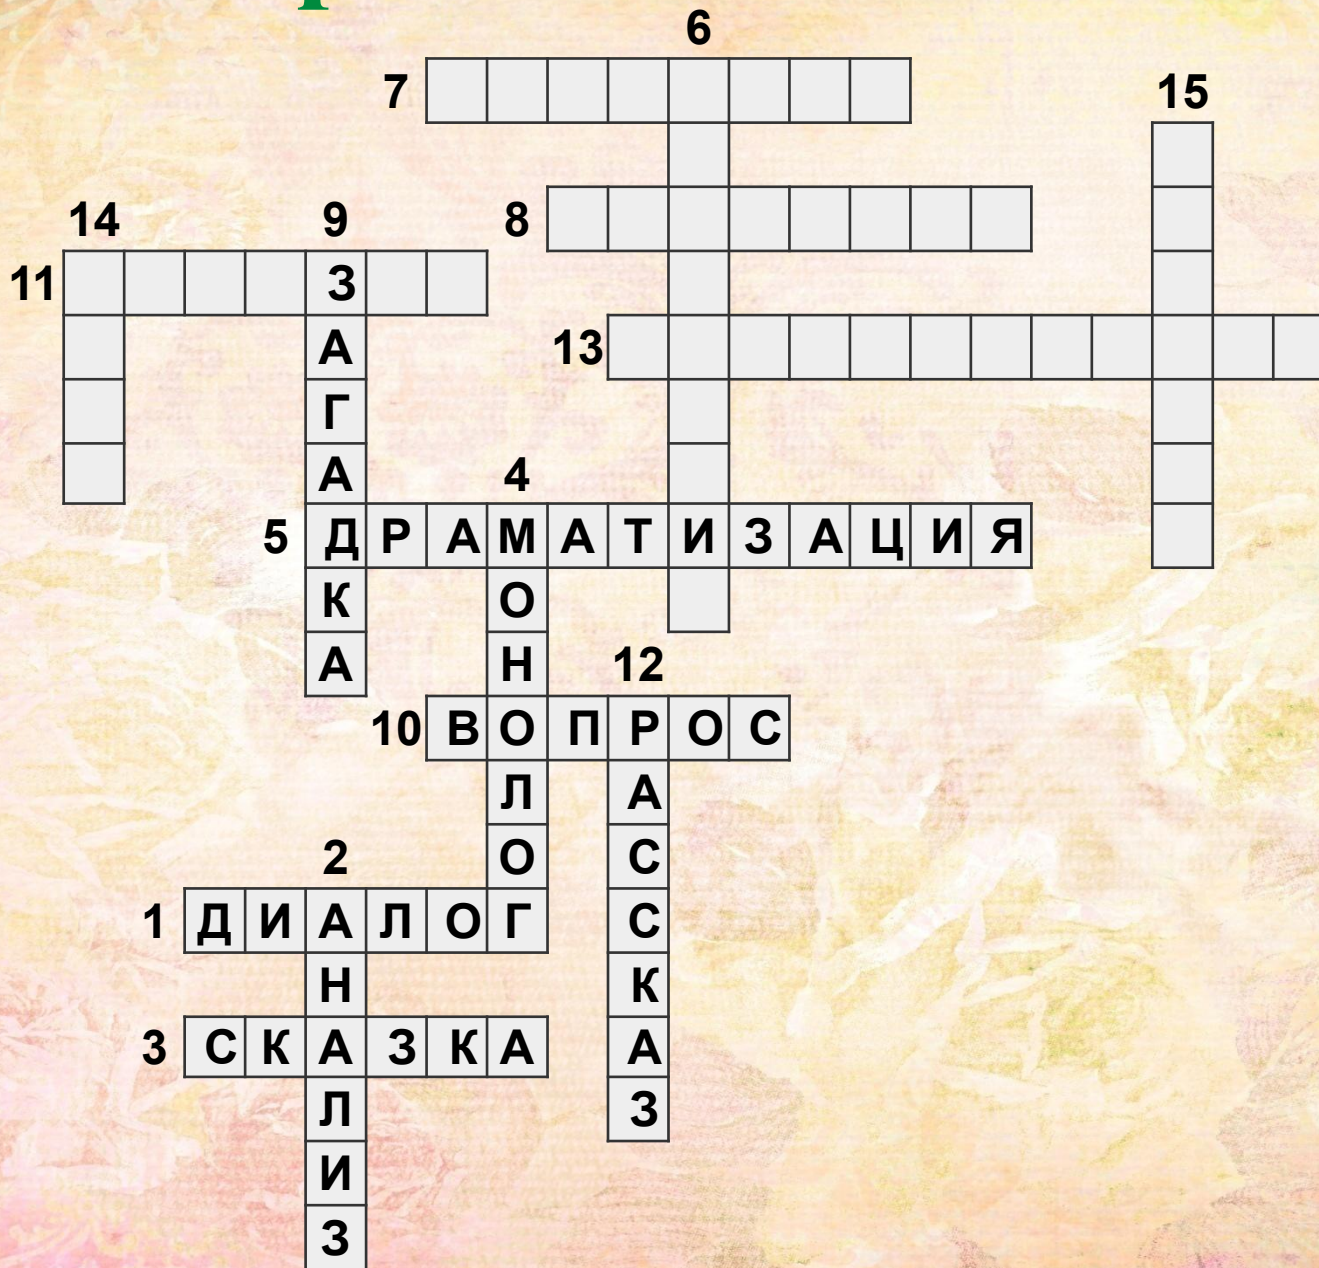 6
7 15
14 9 8
11 З
А 13
Г
А 4
5 Д Р А М А Т И З А Ц И Я
К О
А Н 12
10 В О П Р О С
Л А
2 О С
1 Д И А Л О Г С
Н К
3 С К А З К А А
Л З
И
З